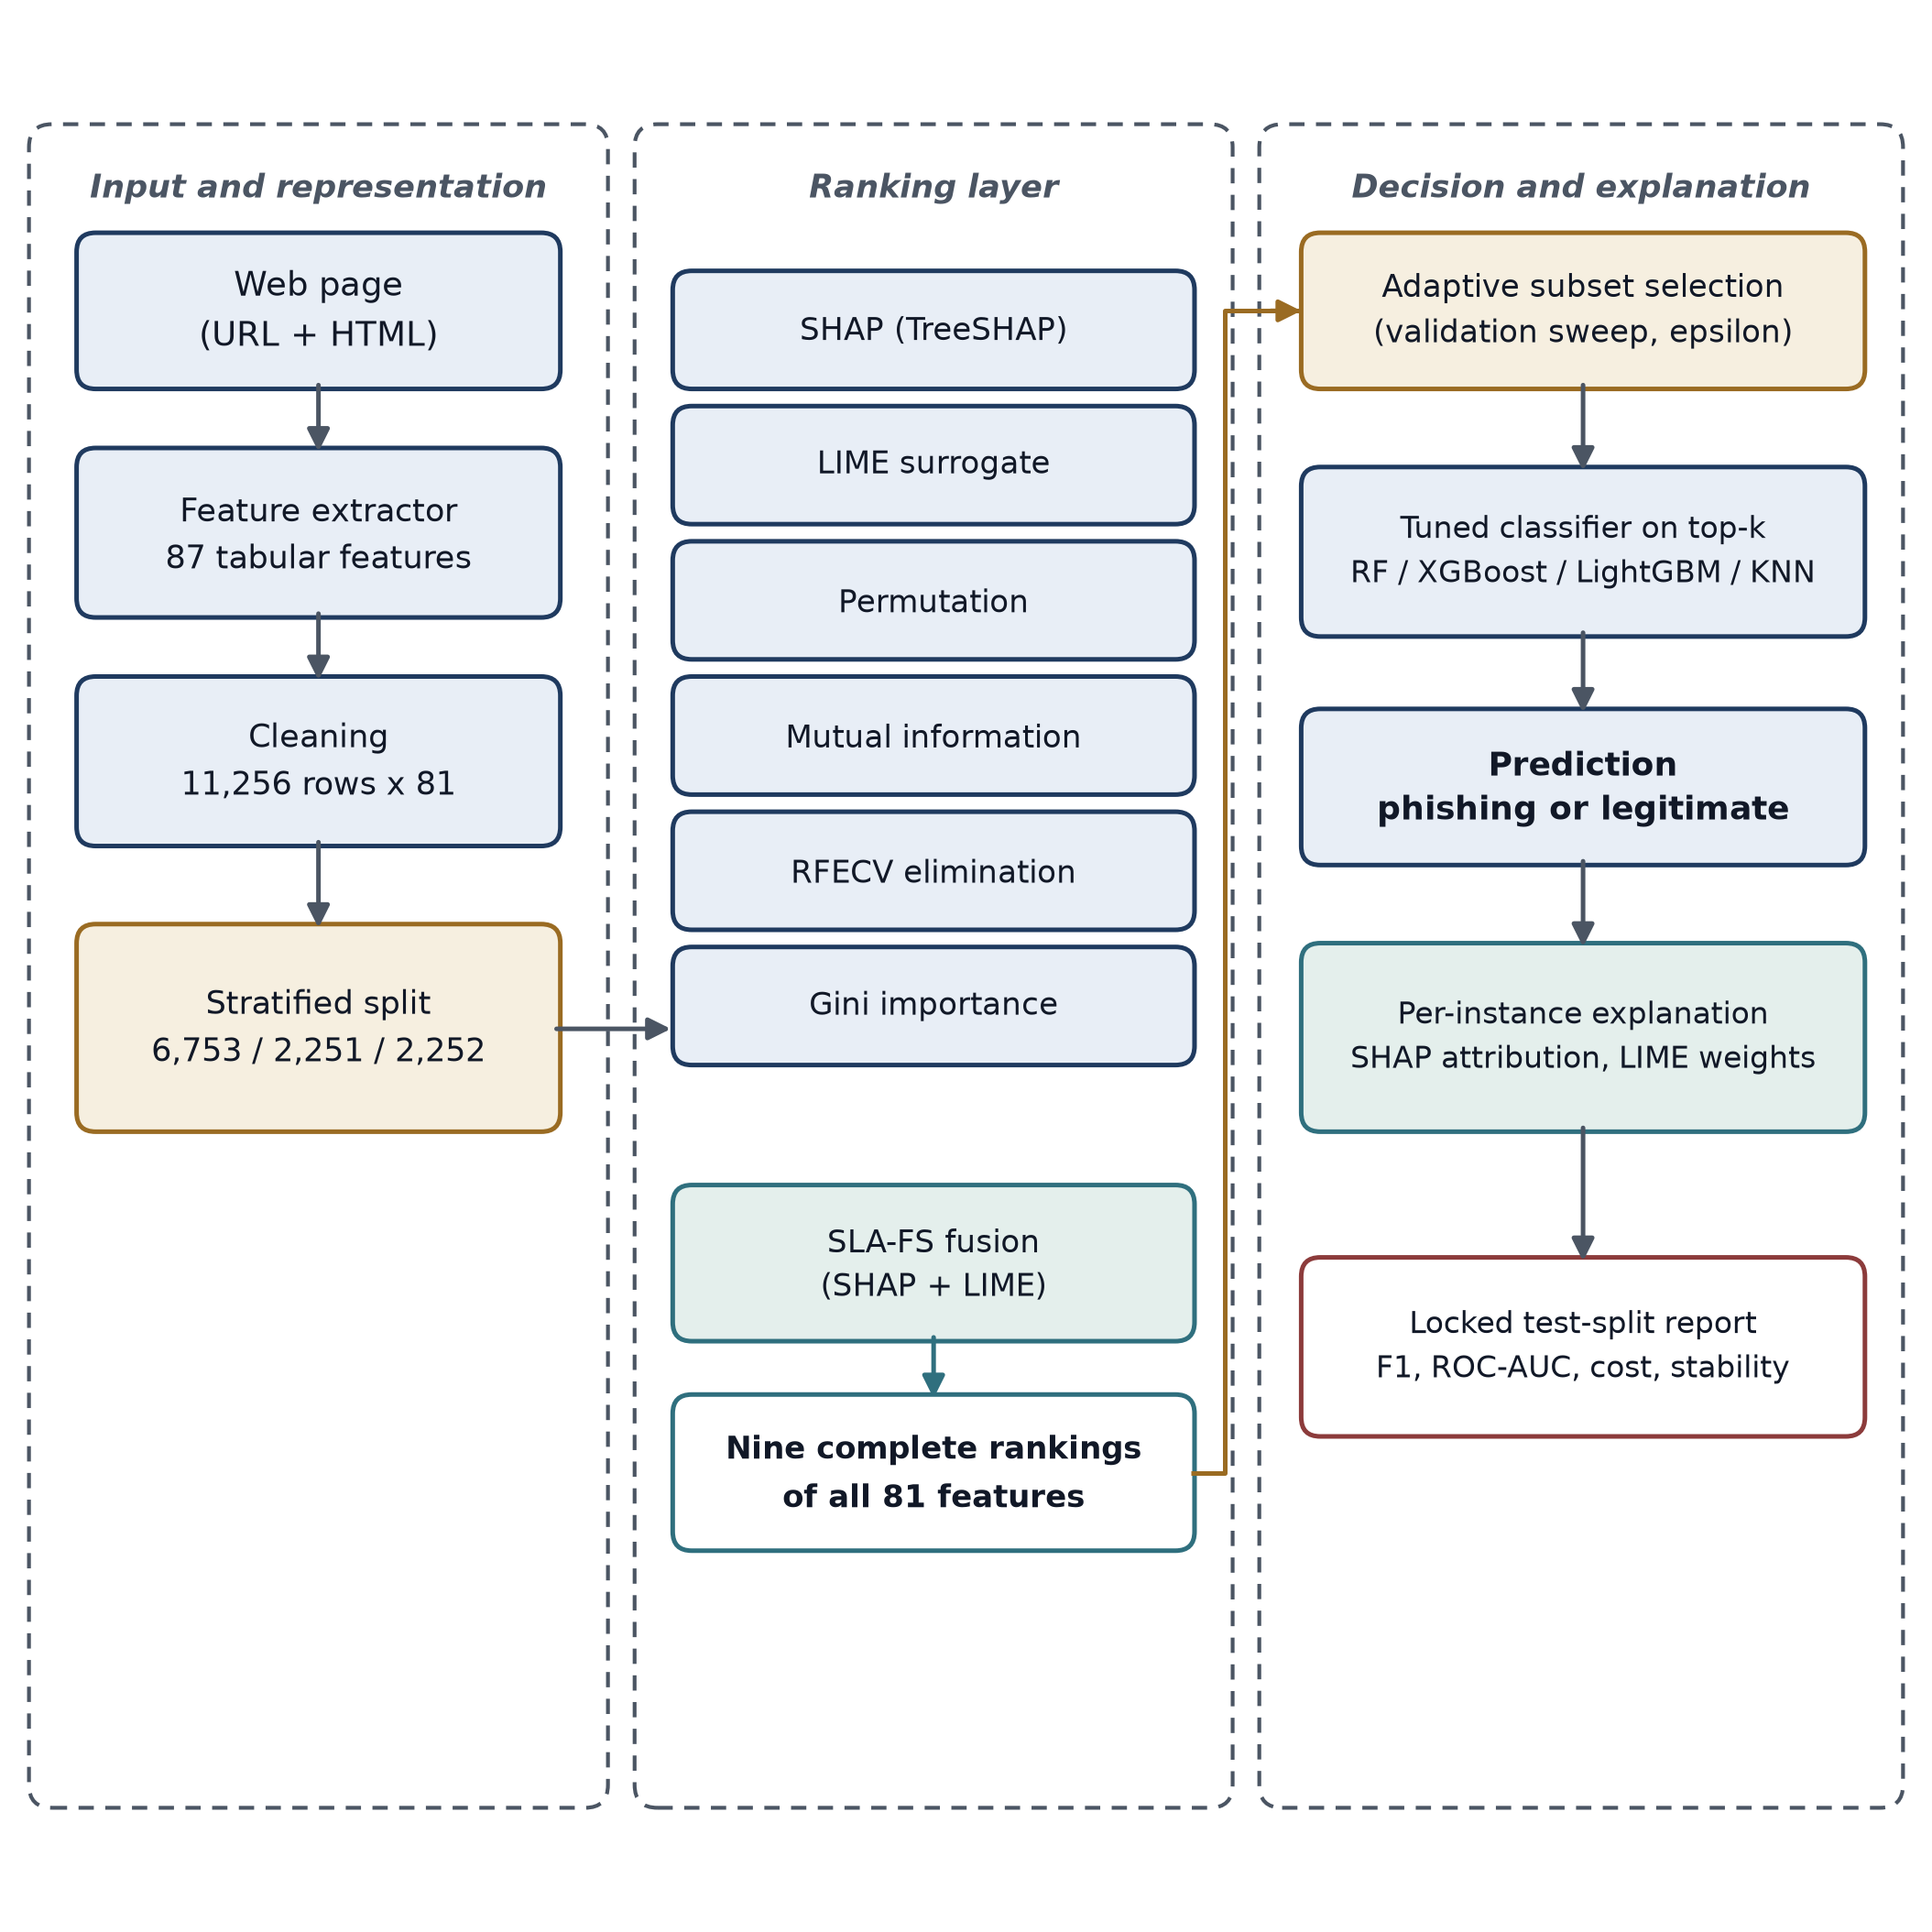 Input and representation
Web page
(URL + HTML)
Feature extractor
87 tabular features
Cleaning
11,256 rows x 81
Stratified split
6,753 / 2,251 / 2,252
Ranking layer
SHAP (TreeSHAP)
LIME surrogate
Permutation
Mutual information
RFECV elimination
Gini importance
SLA-FS fusion
(SHAP + LIME)
Nine complete rankings
of all 81 features
Decision and explanation
Adaptive subset selection
(validation sweep, epsilon)
Tuned classifier on top-k
RF / XGBoost / LightGBM / KNN
Prediction
phishing or legitimate
Per-instance explanation
SHAP attribution, LIME weights
Locked test-split report
F1, ROC-AUC, cost, stability